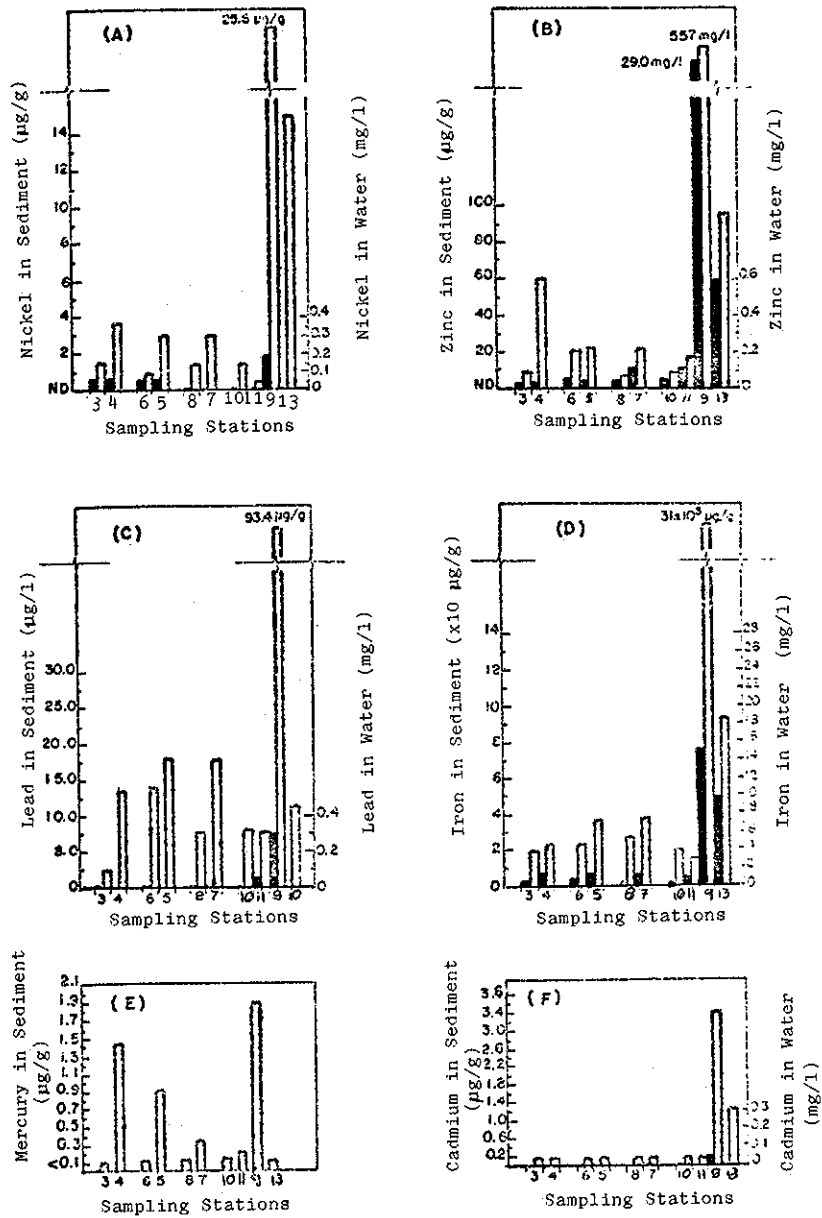 (A)
Nickel in Sediment (µg/g)
14
12
10
8
6
4
2
ND
Nickel in Water (mg/l)
0.4
0.3
0.2
0.1
0
3 4 6 5 8 7 10 11 9 13
Sampling Stations
(B)
557 mg/l
29.0 mg/l
Zinc in Sediment (µg/g)
100
80
60
40
20
ND
Zinc in Water (mg/l)
0.6
0.4
0.2
0
3 4 6 5 8 7 10 11 9 13
Sampling Stations
(C)
93.4 µg/g
Lead in Sediment (µg/l)
30.0
25.0
20.0
15.0
10.0
8.0
0
Lead in Water (mg/l)
0.4
0.2
0
3 4 6 5 8 7 10 11 9 10
Sampling Stations
(D)
Iron in Sediment (x10 µg/g)
14
12
10
8
6
4
2
0
Iron in Water (mg/l)
3 4 6 5 8 7 10 11 9 13
Sampling Stations
(E)
Mercury in Sediment
(µg/g)
2.1
1.9
1.7
1.5
1.3
0.9
0.7
0.5
0.3
<0.1
3 4 6 5 8 7 10 11 9 13
Sampling Stations
(F)
Cadmium in Sediment
(µg/g)
3.6
3.4
1.8
1.4
1.0
0.6
0.2
Cadmium in Water
(mg/l)
0.3
0.2
0.1
0
3 4 6 5 8 7 10 11 9 13
Sampling Stations